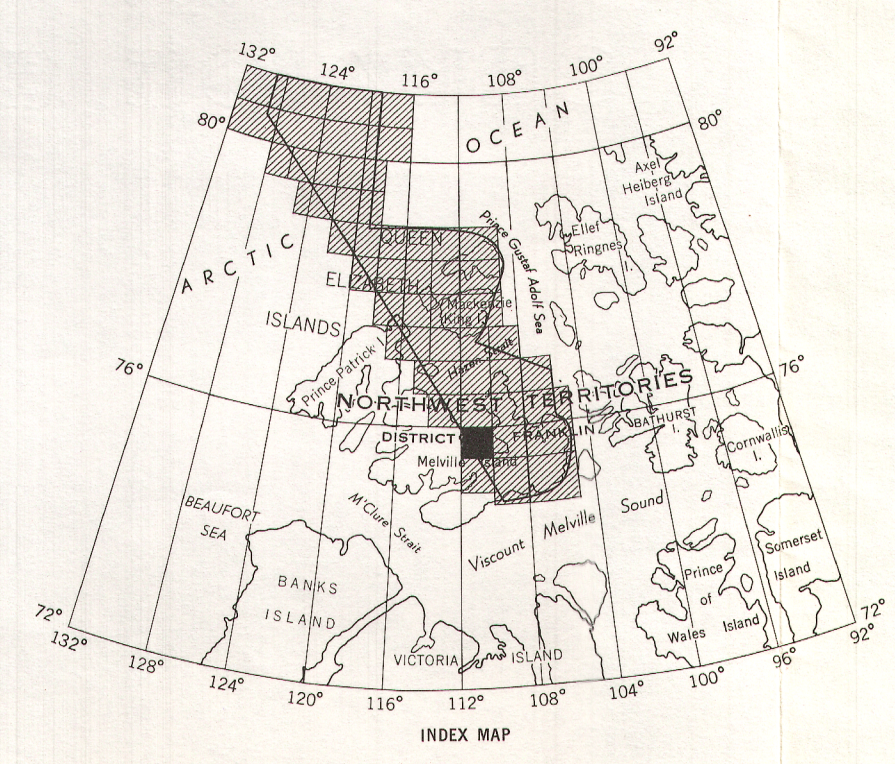 132°
124°
116°
108°
100°
92°
80°
OCEAN
80°
Axel
Heiberg
Island
Prince Gustaf Adolf Sea
Ellef
Ringnes
I.
QUEEN
ARCTIC
ELIZABETH
Mackenzie
King I.
ISLANDS
Prince Patrick I.
Hazen Strait
76°
76°
NORTHWEST TERRITORIES
DISTRICT
FRANKLIN
BATHURST
I.
Cornwallis
I.
Melville Island
BEAUFORT
SEA
M'Clure Strait
Viscount Melville Sound
Somerset
Island
BANKS
ISLAND
Prince
of
Wales Island
VICTORIA ISLAND
72°
132°
128°
124°
120°
116°
112°
108°
104°
100°
96°
92°
72°
INDEX MAP